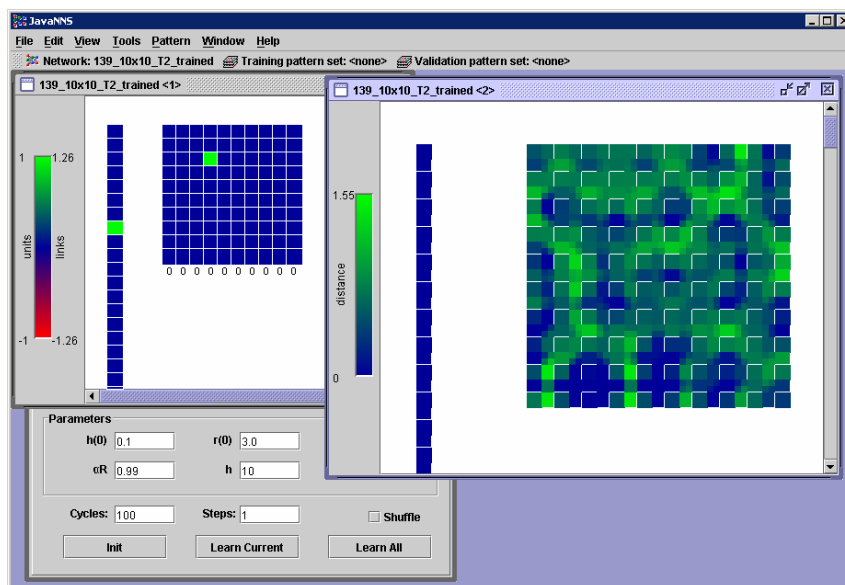 JavaNNS
File Edit View Tools Pattern Window Help
Network: 139_10x10_T2_trained Training pattern set: <none> Validation pattern set: <none>
139_10x10_T2_trained <1>
1 1.26
units
links
-1 -1.26
0 0 0 0 0 0 0 0 0 0
139_10x10_T2_trained <2>
1.55
distance
0
Parameters
h(0) 0.1 r(0) 3.0
αR 0.99 h 10
Cycles: 100 Steps: 1 Shuffle
Init Learn Current Learn All